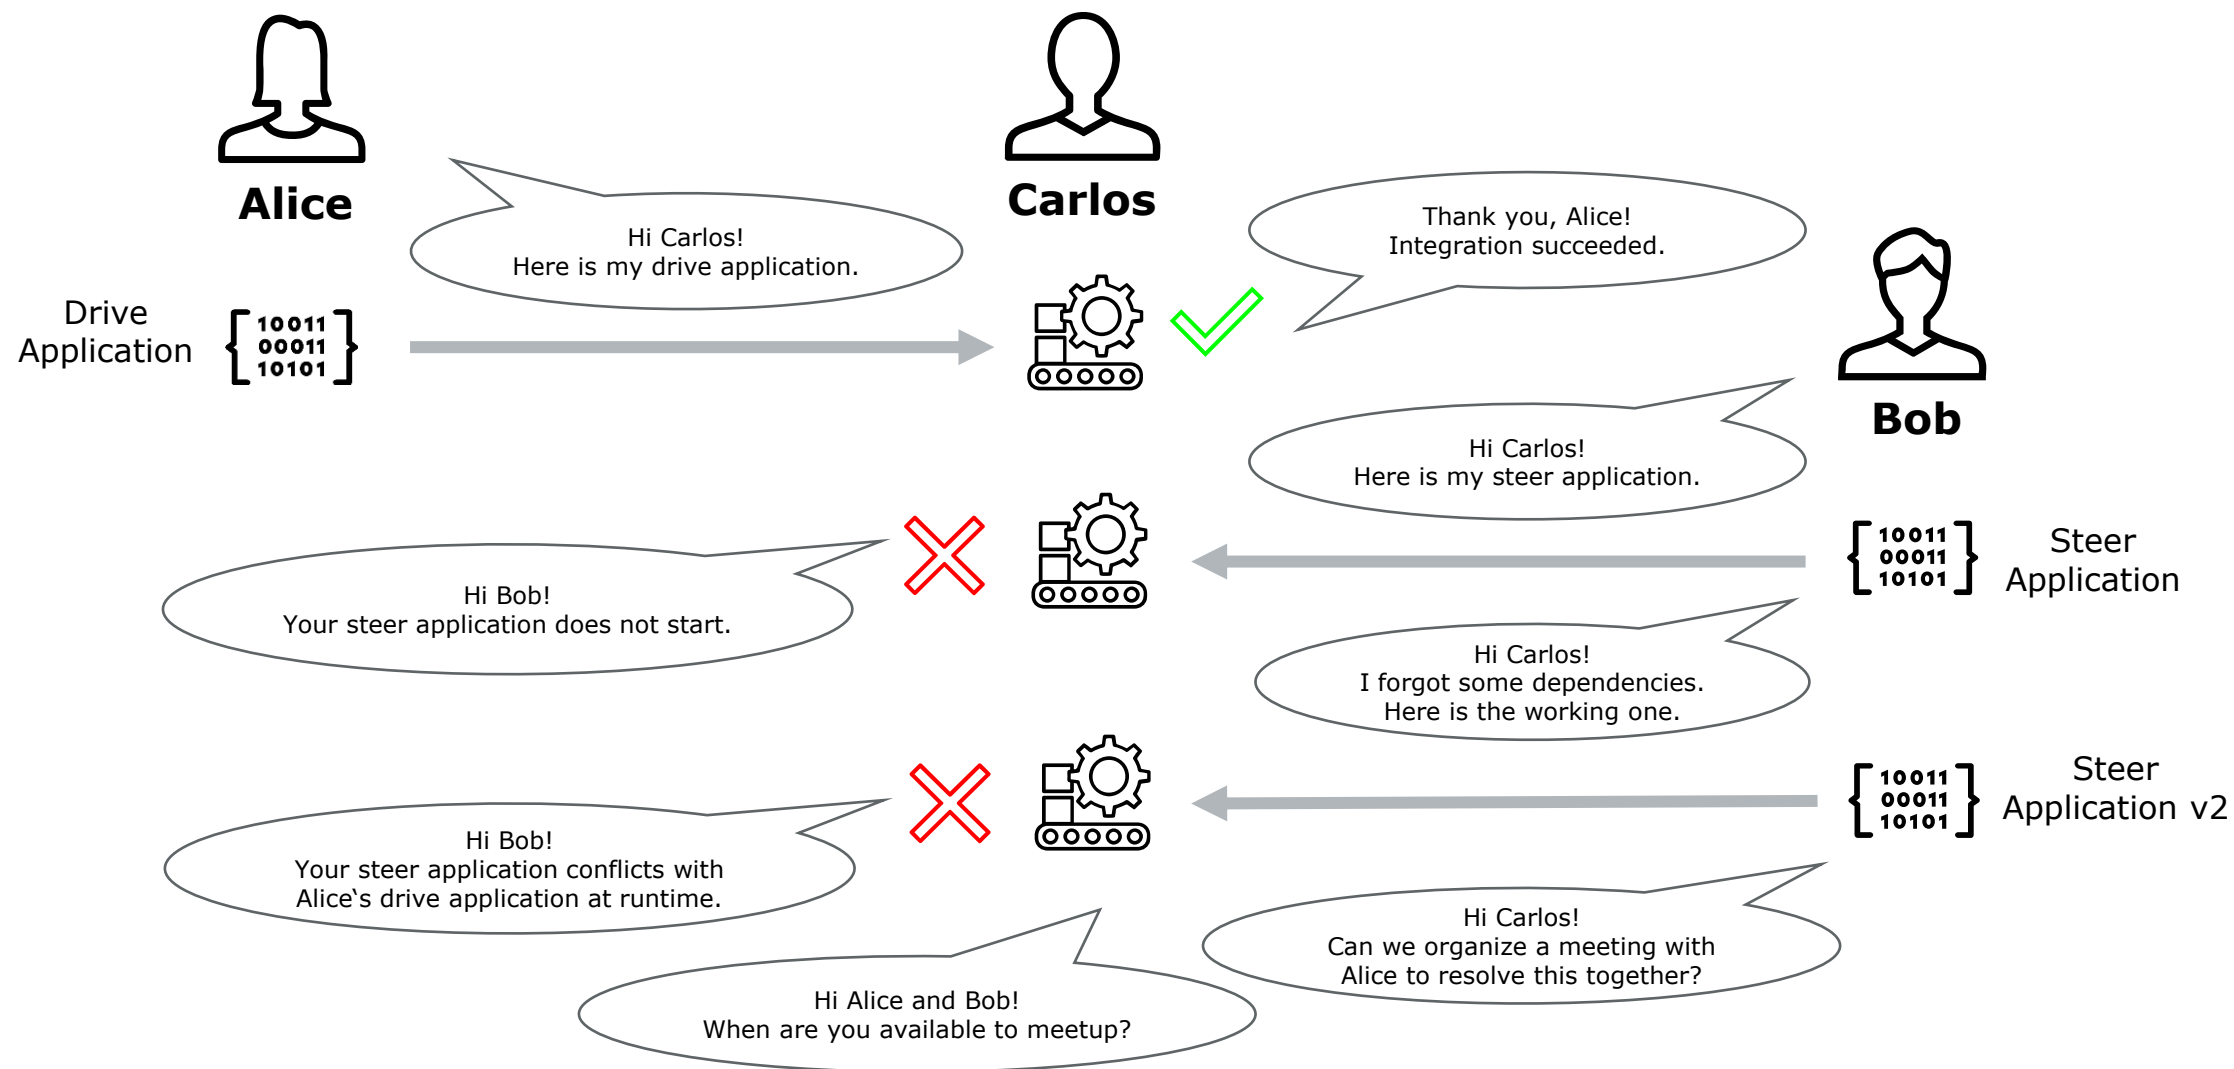 Alice
Carlos
Hi Carlos!
Here is my drive application.
Thank you, Alice!
Integration succeeded.
Drive
Application
10011
00011
10101
Bob
Hi Carlos!
Here is my steer application.
Hi Bob!
Your steer application does not start.
10011
00011
10101
Steer
Application
Hi Carlos!
I forgot some dependencies.
Here is the working one.
10011
00011
10101
Steer
Application v2
Hi Bob!
Your steer application conflicts with
Alice‘s drive application at runtime.
Hi Carlos!
Can we organize a meeting with
Alice to resolve this together?
Hi Alice and Bob!
When are you available to meetup?